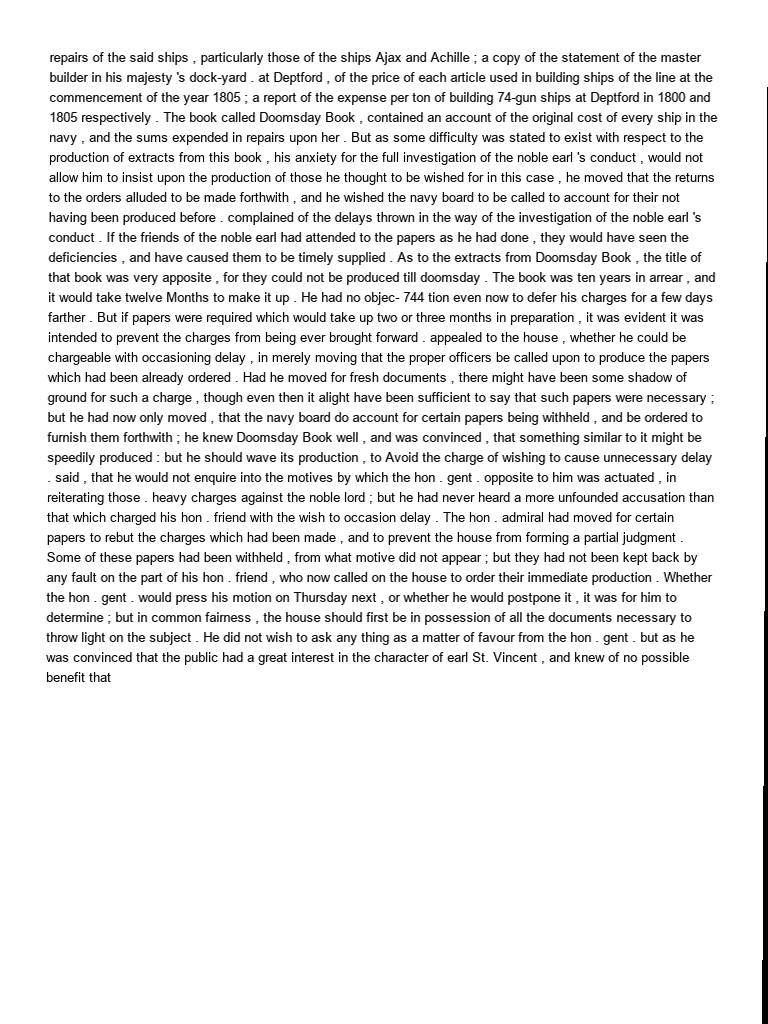 repairs of the said ships , particularly those of the ships Ajax and Achille ; a copy of the statement of the master
builder in his majesty 's dock-yard . at Deptford , of the price of each article used in building ships of the line at the
commencement of the year 1805 ; a report of the expense per ton of building 74-gun ships at Deptford in 1800 and
1805 respectively . The book called Doomsday Book , contained an account of the original cost of every ship in the
navy , and the sums expended in repairs upon her . But as some difficulty was stated to exist with respect to the
production of extracts from this book , his anxiety for the full investigation of the noble earl 's conduct , would not
allow him to insist upon the production of those he thought to be wished for in this case , he moved that the returns
to the orders alluded to be made forthwith , and he wished the navy board to be called to account for their not
having been produced before . complained of the delays thrown in the way of the investigation of the noble earl 's
conduct . If the friends of the noble earl had attended to the papers as he had done , they would have seen the
deficiencies , and have caused them to be timely supplied . As to the extracts from Doomsday Book , the title of
that book was very apposite , for they could not be produced till doomsday . The book was ten years in arrear , and
it would take twelve Months to make it up . He had no objec- 744 tion even now to defer his charges for a few days
farther . But if papers were required which would take up two or three months in preparation , it was evident it was
intended to prevent the charges from being ever brought forward . appealed to the house , whether he could be
chargeable with occasioning delay , in merely moving that the proper officers be called upon to produce the papers
which had been already ordered . Had he moved for fresh documents , there might have been some shadow of
ground for such a charge , though even then it alight have been sufficient to say that such papers were necessary ;
but he had now only moved , that the navy board do account for certain papers being withheld , and be ordered to
furnish them forthwith ; he knew Doomsday Book well , and was convinced , that something similar to it might be
speedily produced : but he should wave its production , to Avoid the charge of wishing to cause unnecessary delay
. said , that he would not enquire into the motives by which the hon . gent . opposite to him was actuated , in
reiterating those . heavy charges against the noble lord ; but he had never heard a more unfounded accusation than
that which charged his hon . friend with the wish to occasion delay . The hon . admiral had moved for certain
papers to rebut the charges which had been made , and to prevent the house from forming a partial judgment .
Some of these papers had been withheld , from what motive did not appear ; but they had not been kept back by
any fault on the part of his hon . friend , who now called on the house to order their immediate production . Whether
the hon . gent . would press his motion on Thursday next , or whether he would postpone it , it was for him to
determine ; but in common fairness , the house should first be in possession of all the documents necessary to
throw light on the subject . He did not wish to ask any thing as a matter of favour from the hon . gent . but as he
was convinced that the public had a great interest in the character of earl St. Vincent , and knew of no possible
benefit that